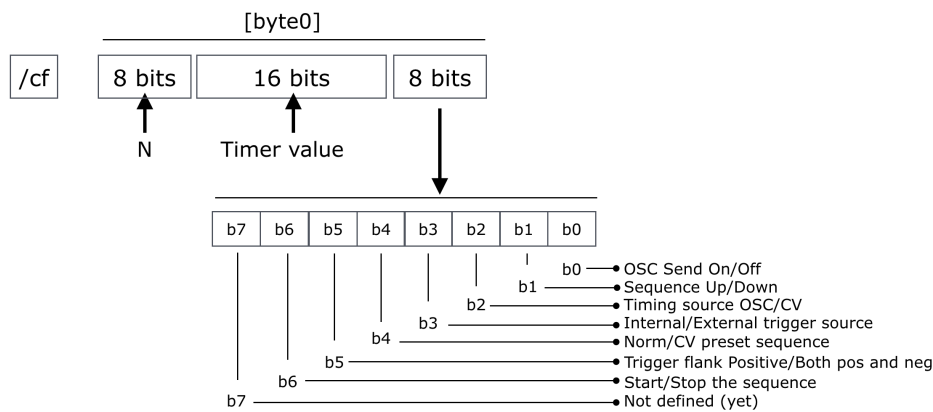 [byte0]
/cf 8 bits 16 bits 8 bits
N Timer value
b7 b6 b5 b4 b3 b2 b1 b0
b0 OSC Send On/Off
b1 Sequence Up/Down
b2 Timing source OSC/CV
b3 Internal/External trigger source
b4 Norm/CV preset sequence
b5 Trigger flank Positive/Both pos and neg
b6 Start/Stop the sequence
b7 Not defined (yet)